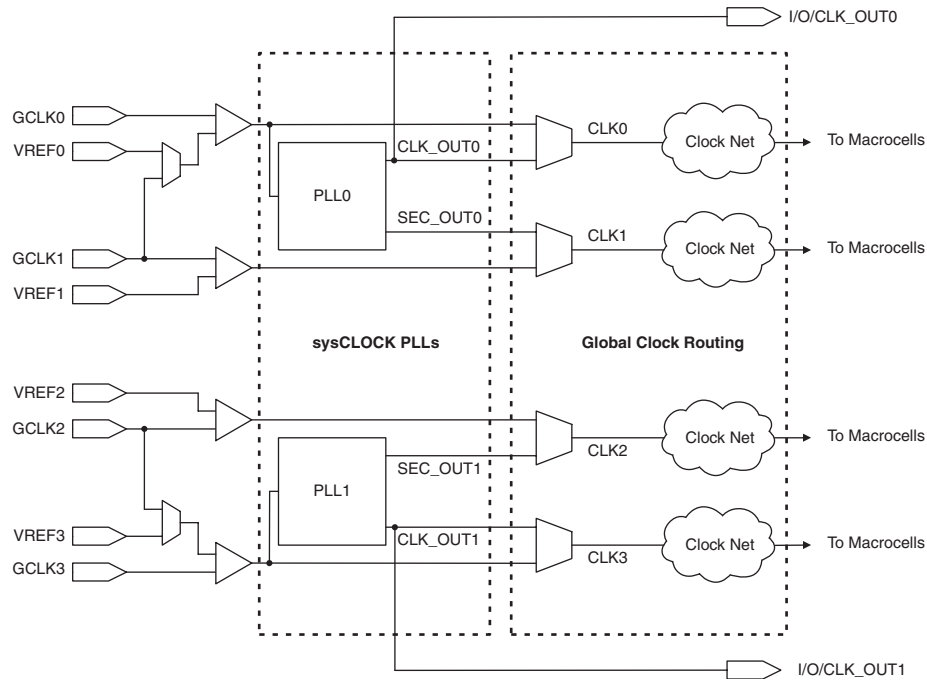 I/O/CLK_OUT0
GCLK0
VREF0
CLK_OUT0
CLK0
Clock Net
To Macrocells
PLL0
SEC_OUT0
GCLK1
CLK1
Clock Net
To Macrocells
VREF1
sysCLOCK PLLs
Global Clock Routing
VREF2
GCLK2
CLK2
Clock Net
To Macrocells
SEC_OUT1
PLL1
VREF3
CLK_OUT1
GCLK3
CLK3
Clock Net
To Macrocells
I/O/CLK_OUT1